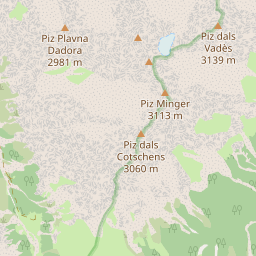 Piz Plavna
Dadora
2981 m
Piz dals
Vadès
3139 m
Piz Minger
3113 m
Piz dals
Cotschens
3060 m